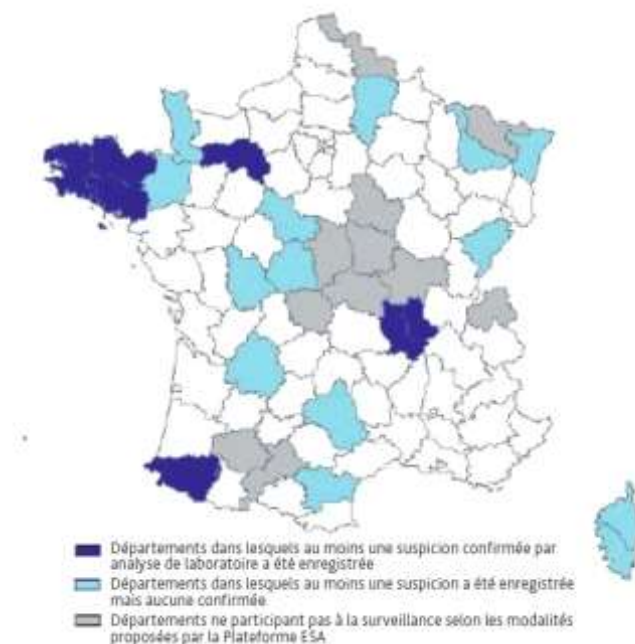 Départements dans lesquels au moins une suspicion confirmée par
analyse de laboratoire a été enregistrée
Départements dans lesquels au moins une suspicion a été enregistrée
mais aucune confirmée
Départements ne participant pas à la surveillance selon les modalités
proposées par la Plateforme ESA